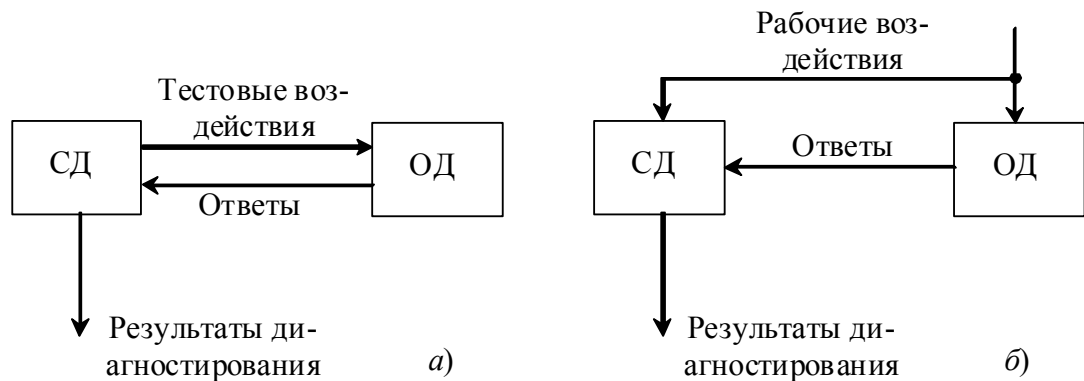 Тестовые воз-
действия
СД
ОД
Ответы
Результаты ди-
агностирования
а)
Рабочие воз-
действия
СД
Ответы
ОД
Результаты ди-
агностирования
б)